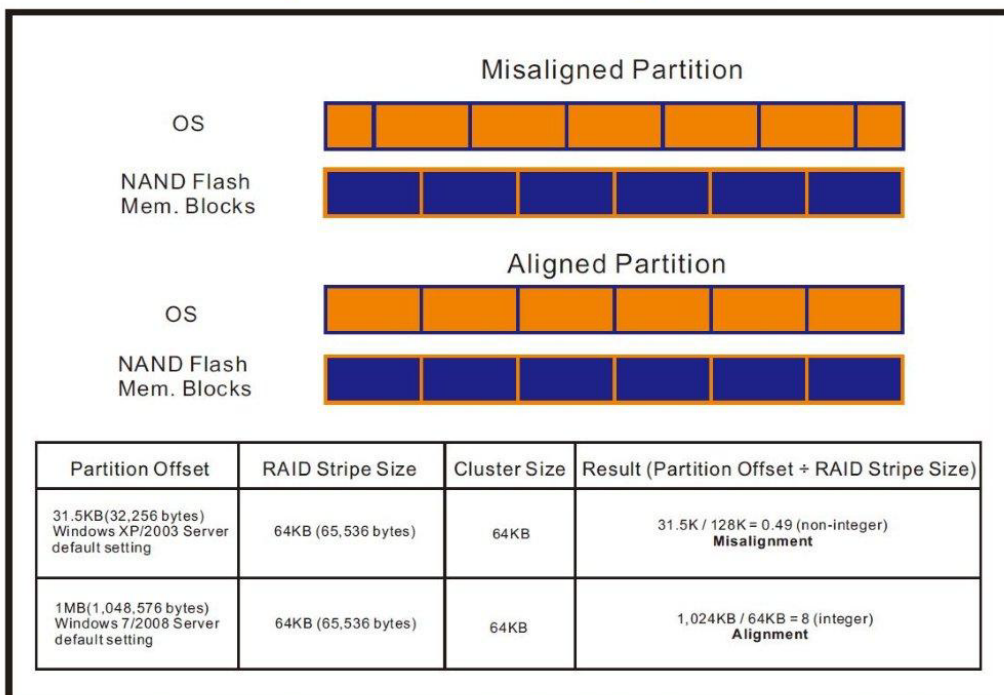 Misaligned Partition
OS
NAND Flash
Mem. Blocks
Aligned Partition
OS
NAND Flash
Mem. Blocks
Partition Offset
RAID Stripe Size
Cluster Size
Result (Partition Offset ÷ RAID Stripe Size)
31.5KB(32,256 bytes)
Windows XP/2003 Server
default setting
64KB (65,536 bytes)
64KB
31.5K / 128K = 0.49 (non-integer)
Misalignment
1MB(1,048,576 bytes)
Windows 7/2008 Server
default setting
64KB (65,536 bytes)
64KB
1,024KB / 64KB = 8 (integer)
Alignment